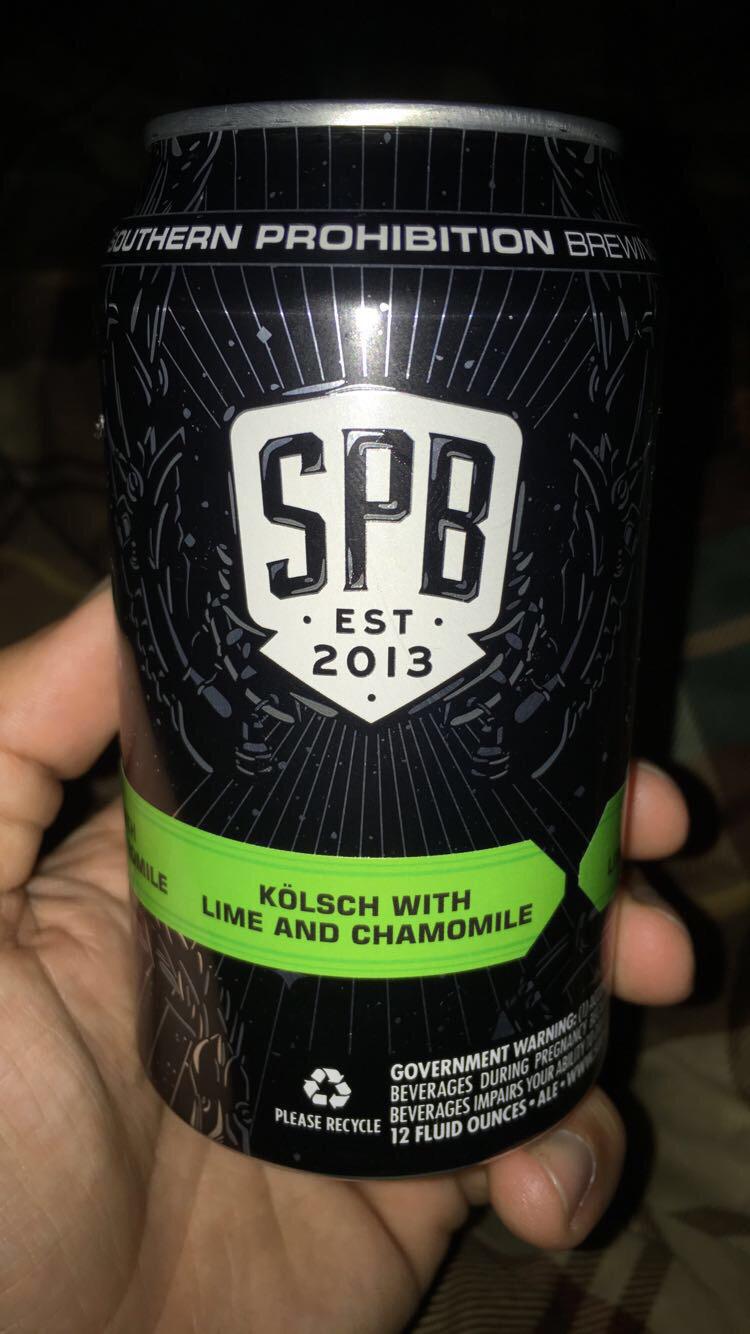 SOUTHERN PROHIBITION BREWIN
SPB
· EST ·
2013
KÖLSCH WITH
LIME AND CHAMOMILE
PLEASE RECYCLE
GOVERNMENT WARNING: (1)
BEVERAGES DURING PREGNANCY
BEVERAGES IMPAIRS YOUR ABILITY
12 FLUID OUNCES • ALE •